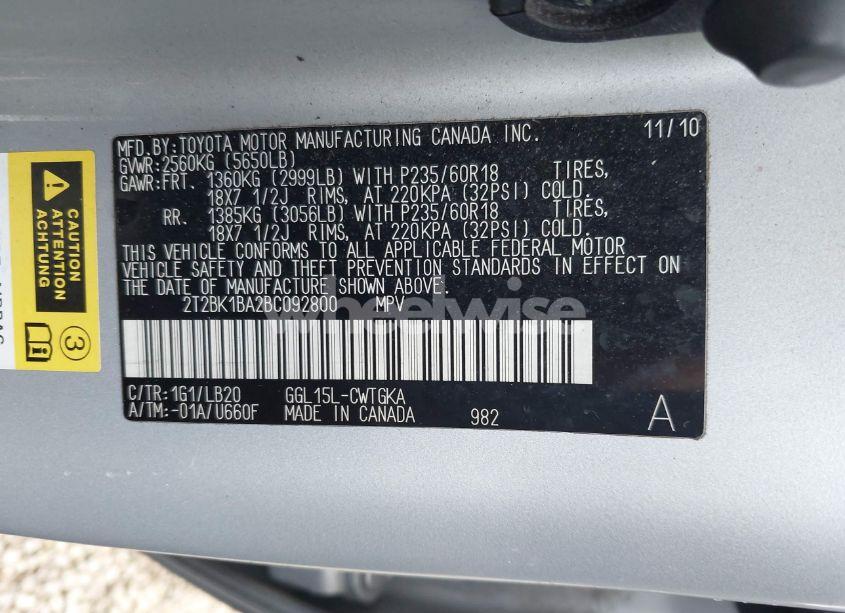 MFD.BY:TOYOTA MOTOR MANUFACTURING CANADA INC. 11/10
GVWR:2560KG (5650LB)
GAWR:FRT. 1360KG (2999LB) WITH P235/60R18 TIRES,
18X7 1/2J RIMS, AT 220KPA (32PSI) COLD.
RR. 1385KG (3056LB) WITH P235/60R18 TIRES,
18X7 1/2J RIMS, AT 220KPA (32PSI) COLD.
THIS VEHICLE CONFORMS TO ALL APPLICABLE FEDERAL MOTOR
VEHICLE SAFETY AND THEFT PREVENTION STANDARDS IN EFFECT ON
THE DATE OF MANUFACTURE SHOWN ABOVE.
2T2BK1BA2BC092800 MPV
C/TR:1G1/LB20 GGL15L-CWTGKA
A/TM:-01A/U660F MADE IN CANADA 982 A
CAUTION
ATTENTION
ACHTUNG
3
i
wheelwise